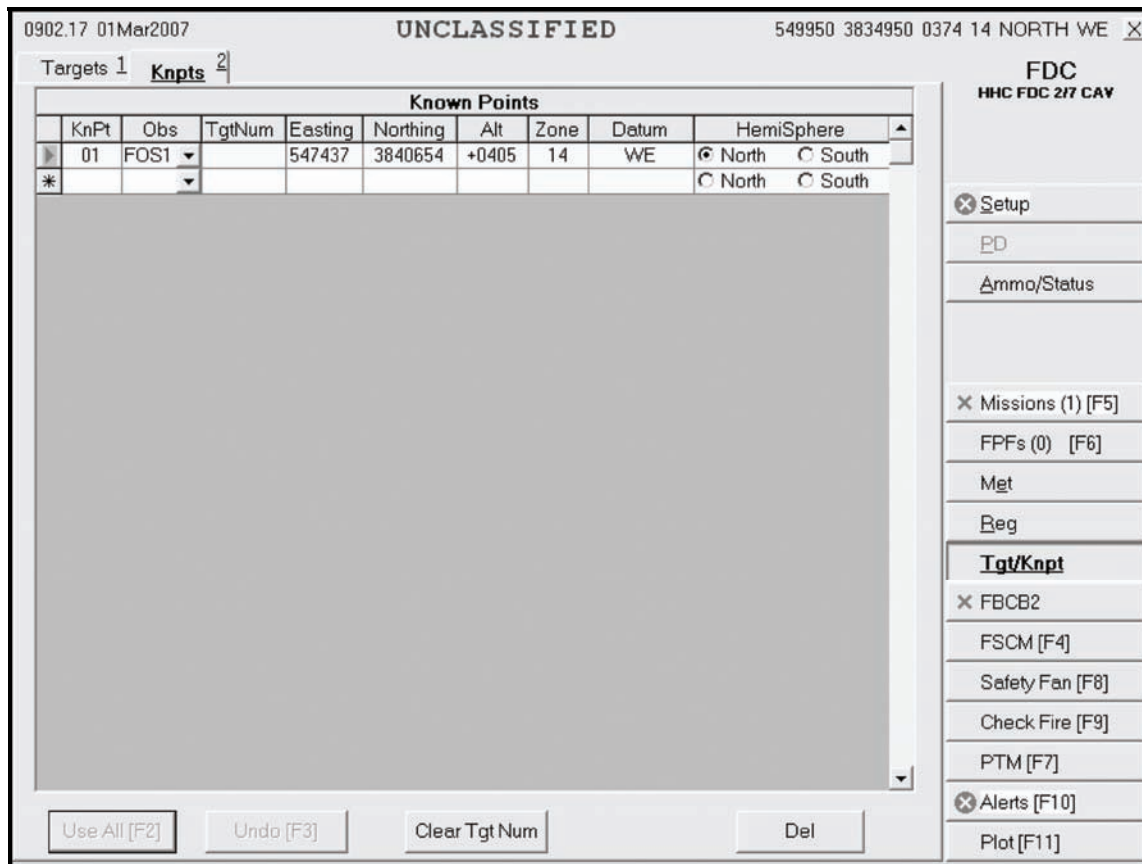 0902.17 01Mar2007 UNCLASSIFIED 549950 3834950 0374 14 NORTH WE X
Targets 1 Knpts 2
FDC
HHC FDC 2/7 CAV
Known Points
KnPt Obs TgtNum Easting Northing Alt Zone Datum HemiSphere
01 FOS1 547437 3840654 +0405 14 WE North South
* North South
Setup
PD
Ammo/Status
Missions (1) [F5]
FPFs (0) [F6]
Met
Reg
Tgt/Knpt
FBCB2
FSCM [F4]
Safety Fan [F8]
Check Fire [F9]
PTM [F7]
Alerts [F10]
Plot [F11]
Use All [F2] Undo [F3] Clear Tgt Num Del